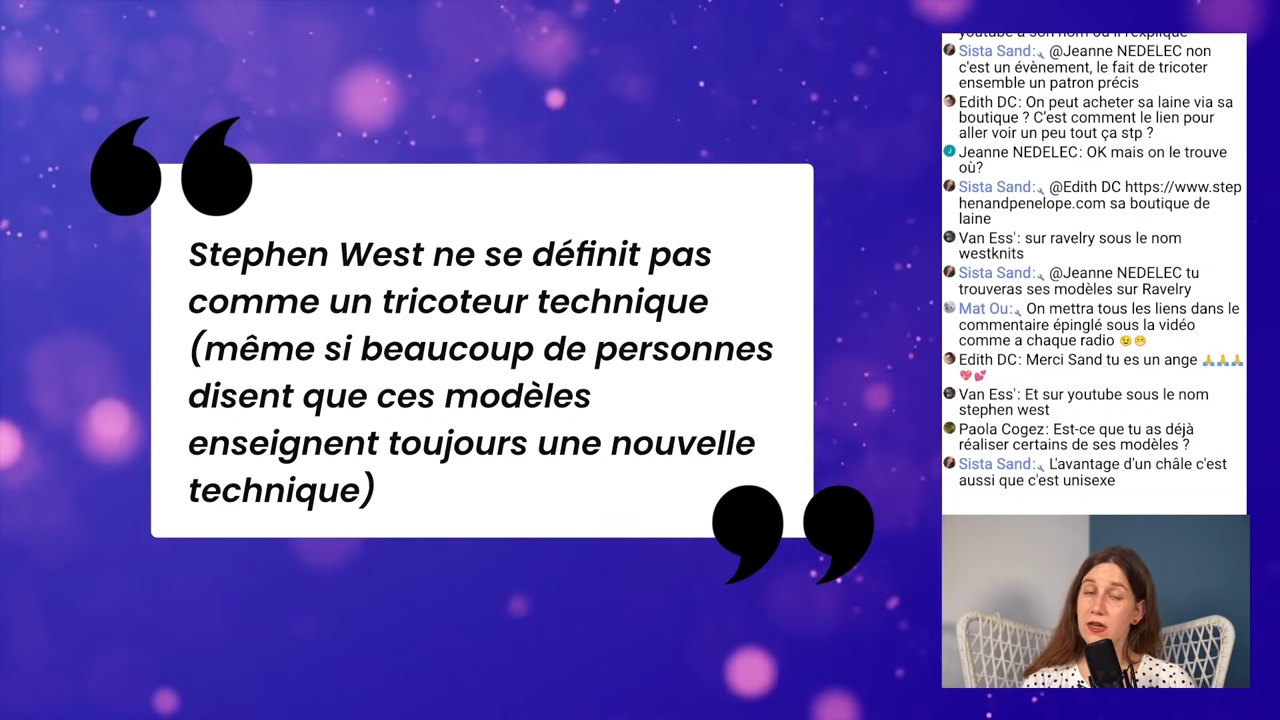 Stephen West ne se définit pas
comme un tricoteur technique
(même si beaucoup de personnes
disent que ces modèles
enseignent toujours une nouvelle
technique)
youtube a son nom où il l'explique
Sista Sand: @Jeanne NEDELEC non
c'est un évènement, le fait de tricoter
ensemble un patron précis
Edith DC: On peut acheter sa laine via sa
boutique ? C'est comment le lien pour
aller voir un peu tout ça stp ?
Jeanne NEDELEC: OK mais on le trouve
où?
Sista Sand: @Edith DC https://www.step
henandpenelope.com sa boutique de
laine
Van Ess': sur ravelry sous le nom
westknits
Sista Sand: @Jeanne NEDELEC tu
trouveras ses modèles sur Ravelry
Mat Ou: On mettra tous les liens dans le
commentaire épinglé sous la vidéo
comme a chaque radio 😉😁
Edith DC: Merci Sand tu es un ange 🙏🙏🙏
💖💕
Van Ess': Et sur youtube sous le nom
stephen west
Paola Cogez: Est-ce que tu as déjà
réaliser certains de ses modèles ?
Sista Sand: L'avantage d'un châle c'est
aussi que c'est unisexe